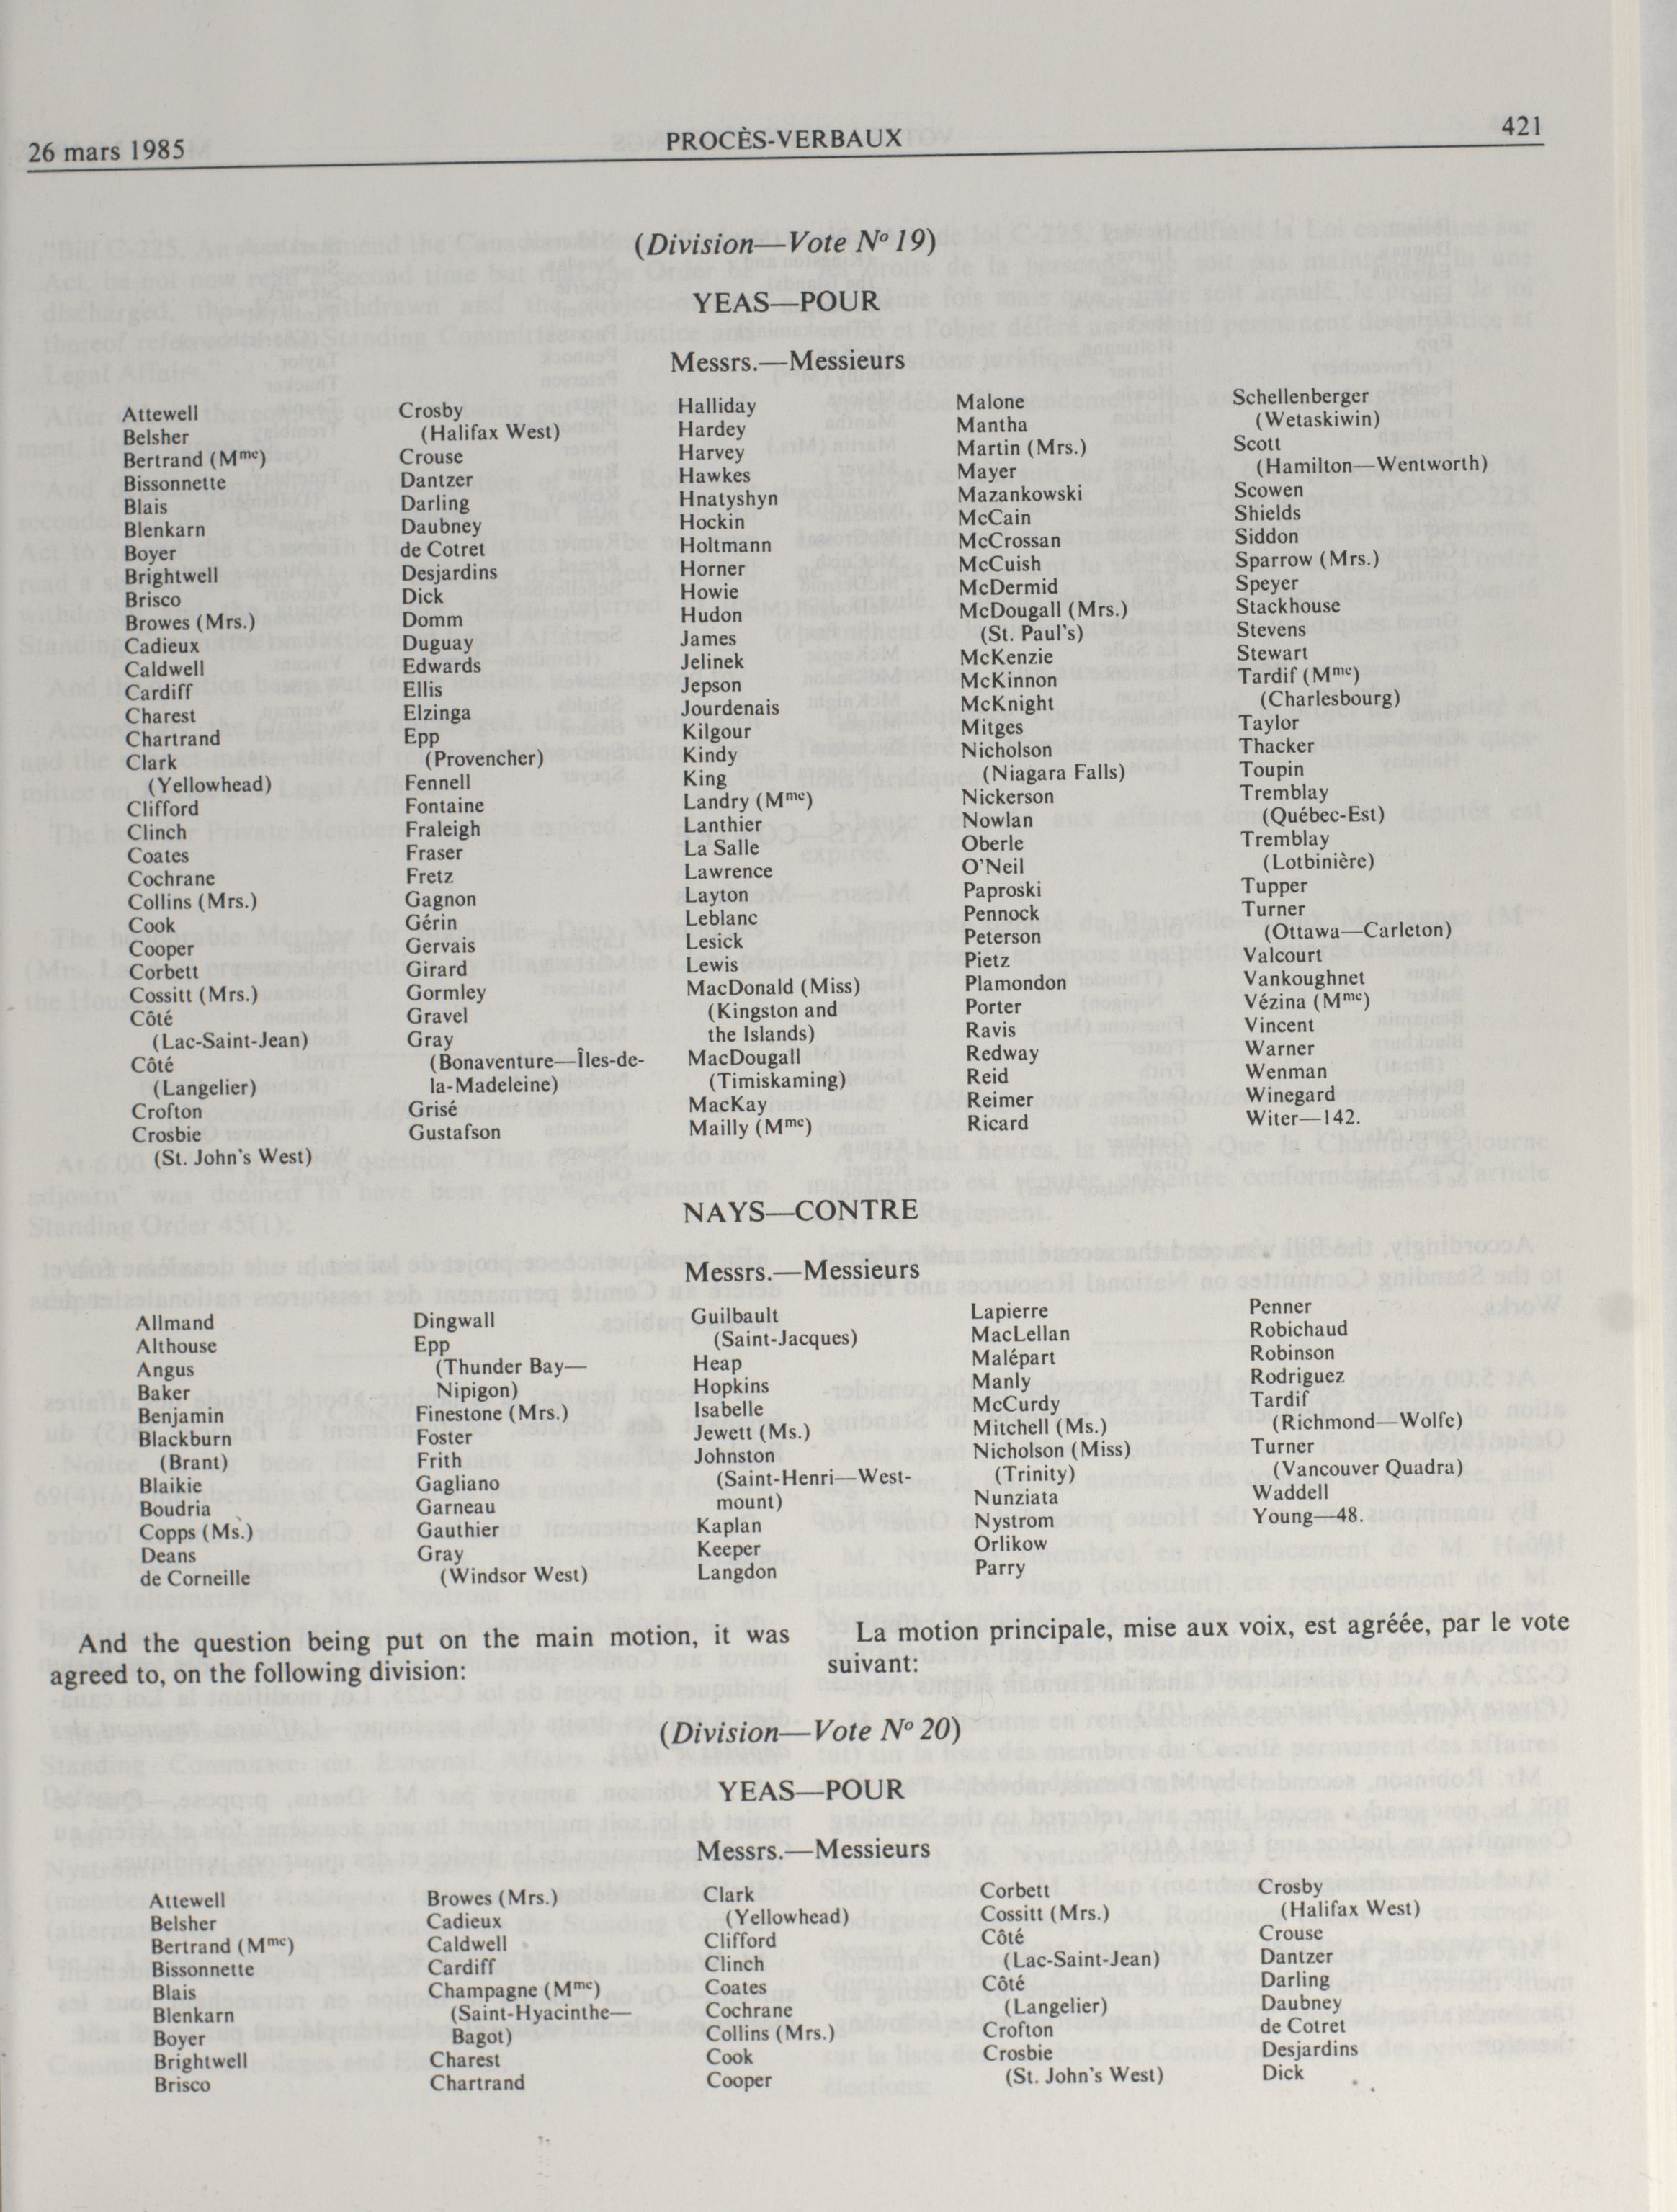 26 mars 1985
PROCÈS-VERBAUX
421
(Division—Vote Nº 19)
YEAS—POUR
Messrs.—Messieurs
Attewell
Belsher
Bertrand (Mme)
Bissonnette
Blais
Blenkarn
Boyer
Brightwell
Brisco
Browes (Mrs.)
Cadieux
Caldwell
Cardiff
Charest
Chartrand
Clark
(Yellowhead)
Clifford
Clinch
Coates
Cochrane
Collins (Mrs.)
Cook
Cooper
Corbett
Cossitt (Mrs.)
Côté
(Lac-Saint-Jean)
Côté
(Langelier)
Crofton
Crosbie
(St. John's West)
Crosby
(Halifax West)
Crouse
Dantzer
Darling
Daubney
de Cotret
Desjardins
Dick
Domm
Duguay
Edwards
Ellis
Elzinga
Epp
(Provencher)
Fennell
Fontaine
Fraleigh
Fraser
Fretz
Gagnon
Gérin
Gervais
Girard
Gormley
Gravel
Gray
(Bonaventure—Îles-de-
la-Madeleine)
Grisé
Gustafson
Halliday
Hardey
Harvey
Hawkes
Hnatyshyn
Hockin
Holtmann
Horner
Howie
Hudon
James
Jelinek
Jepson
Jourdenais
Kilgour
Kindy
King
Landry (Mme)
Lanthier
La Salle
Lawrence
Layton
Leblanc
Lesick
Lewis
MacDonald (Miss)
(Kingston and
the Islands)
MacDougall
(Timiskaming)
MacKay
Mailly (Mme)
Malone
Mantha
Martin (Mrs.)
Mayer
Mazankowski
McCain
McCrossan
McCuish
McDermid
McDougall (Mrs.)
(St. Paul's)
McKenzie
McKinnon
McKnight
Mitges
Nicholson
(Niagara Falls)
Nickerson
Nowlan
Oberle
O'Neil
Paproski
Pennock
Peterson
Pietz
Plamondon
Porter
Ravis
Redway
Reid
Reimer
Ricard
Schellenberger
(Wetaskiwin)
Scott
(Hamilton—Wentworth)
Scowen
Shields
Siddon
Sparrow (Mrs.)
Speyer
Stackhouse
Stevens
Stewart
Tardif (Mme)
(Charlesbourg)
Taylor
Thacker
Toupin
Tremblay
(Québec-Est)
Tremblay
(Lotbinière)
Tupper
Turner
(Ottawa—Carleton)
Valcourt
Vankoughnet
Vézina (Mme)
Vincent
Warner
Wenman
Winegard
Witer—142.
NAYS—CONTRE
Messrs.—Messieurs
Allmand
Althouse
Angus
Baker
Benjamin
Blackburn
(Brant)
Blaikie
Boudria
Copps (Ms.)
Deans
de Corneille
Dingwall
Epp
(Thunder Bay—
Nipigon)
Finestone (Mrs.)
Foster
Frith
Gagliano
Garneau
Gauthier
Gray
(Windsor West)
Guilbault
(Saint-Jacques)
Heap
Hopkins
Isabelle
Jewett (Ms.)
Johnston
(Saint-Henri—West-
mount)
Kaplan
Keeper
Langdon
Lapierre
MacLellan
Malépart
Manly
McCurdy
Mitchell (Ms.)
Nicholson (Miss)
(Trinity)
Nunziata
Nystrom
Orlikow
Parry
Penner
Robichaud
Robinson
Rodriguez
Tardif
(Richmond—Wolfe)
Turner
(Vancouver Quadra)
Waddell
Young—48.
And the question being put on the main motion, it was
agreed to, on the following division:
La motion principale, mise aux voix, est agréée, par le vote
suivant:
(Division—Vote Nº 20)
YEAS—POUR
Messrs.—Messieurs
Attewell
Belsher
Bertrand (Mme)
Bissonnette
Blais
Blenkarn
Boyer
Brightwell
Brisco
Browes (Mrs.)
Cadieux
Caldwell
Cardiff
Champagne (Mme)
(Saint-Hyacinthe—
Bagot)
Charest
Chartrand
Clark
(Yellowhead)
Clifford
Clinch
Coates
Cochrane
Collins (Mrs.)
Cook
Cooper
Corbett
Cossitt (Mrs.)
Côté
(Lac-Saint-Jean)
Côté
(Langelier)
Crofton
Crosbie
(St. John's West)
Crosby
(Halifax West)
Crouse
Dantzer
Darling
Daubney
de Cotret
Desjardins
Dick